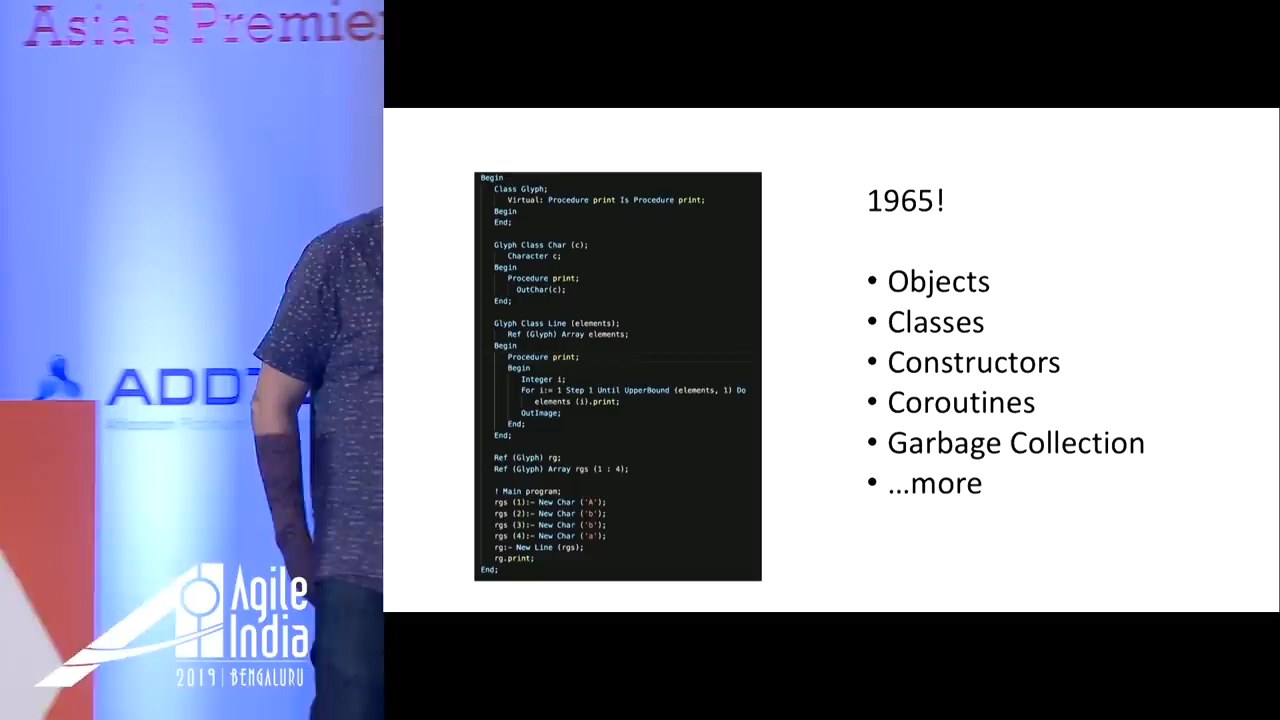 Asia's Premier
ADD
Agile
India
2019 | BENGALURU
Begin
Class Glyph;
Virtual: Procedure print Is Procedure print;
Begin
End;
Glyph Class Char (c);
Character c;
Begin
Procedure print;
OutChar(c);
End;
Glyph Class Line (elements);
Ref (Glyph) Array elements;
Begin
Procedure print;
Begin
Integer i;
For i:= 1 Step 1 Until UpperBound (elements, 1) Do
elements (i).print;
OutImage;
End;
End;
Ref (Glyph) rg;
Ref (Glyph) Array rgs (1 : 4);
! Main program;
rgs (1):- New Char ('A');
rgs (2):- New Char ('b');
rgs (3):- New Char ('b');
rgs (4):- New Char ('a');
rg:- New Line (rgs);
rg.print;
End;
1965!
• Objects
• Classes
• Constructors
• Coroutines
• Garbage Collection
• ...more